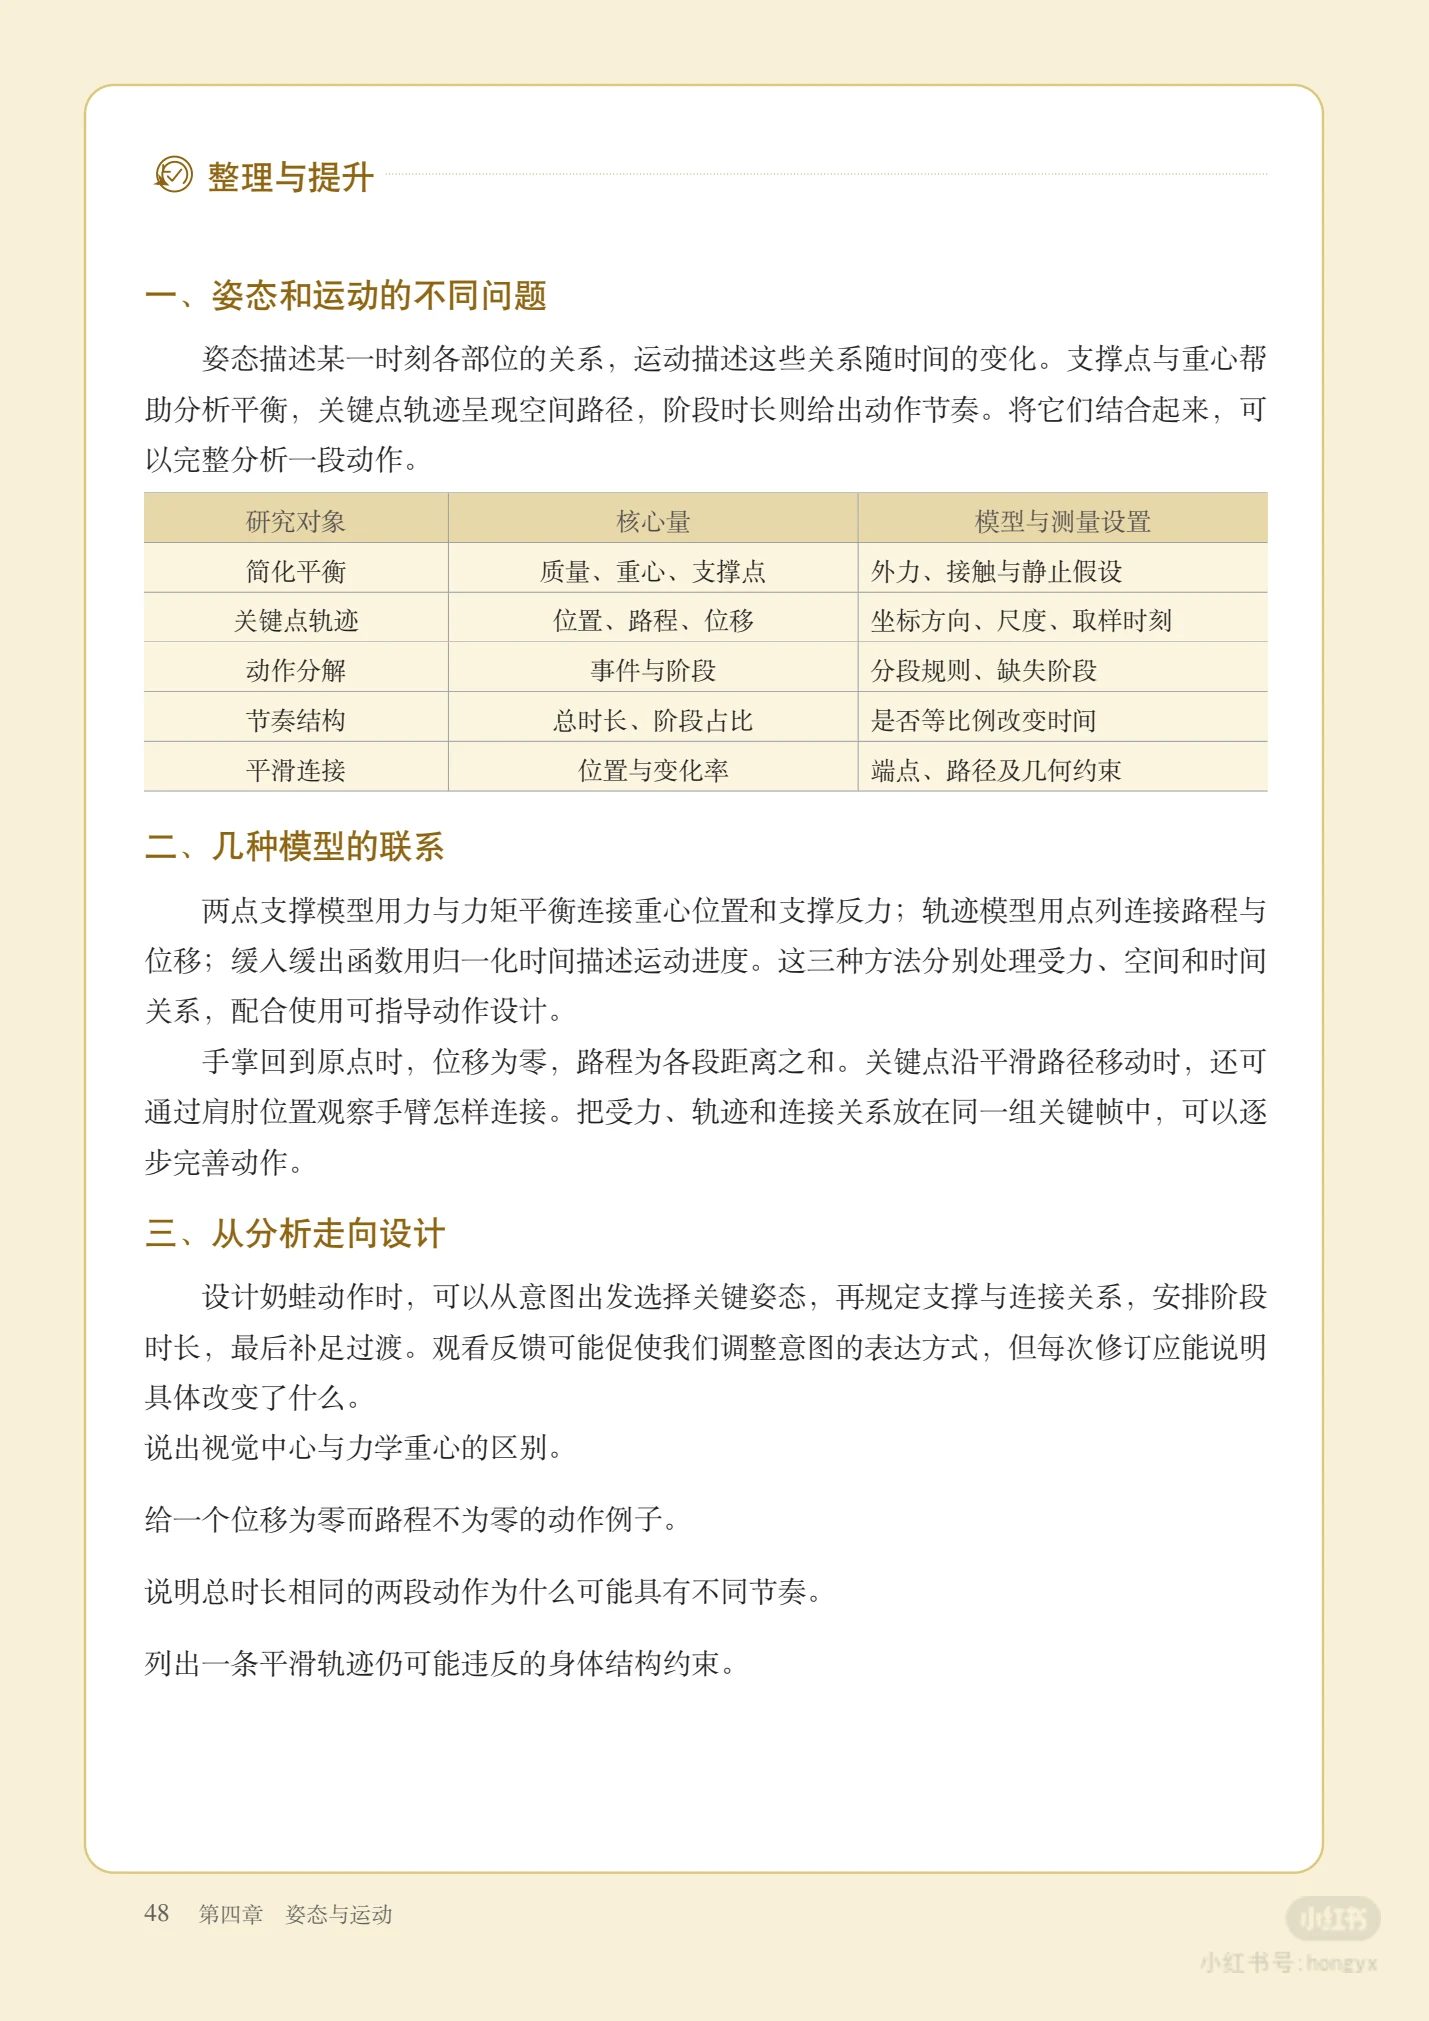 整理与提升
一、姿态和运动的不同问题
姿态描述某一时刻各部位的关系，运动描述这些关系随时间的变化。支撑点与重心帮
助分析平衡，关键点轨迹呈现空间路径，阶段时长则给出动作节奏。将它们结合起来，可
以完整分析一段动作。
研究对象 核心量 模型与测量设置
简化平衡 质量、重心、支撑点 外力、接触与静止假设
关键点轨迹 位置、路程、位移 坐标方向、尺度、取样时刻
动作分解 事件与阶段 分段规则、缺失阶段
节奏结构 总时长、阶段占比 是否等比例改变时间
平滑连接 位置与变化率 端点、路径及几何约束
二、几种模型的联系
两点支撑模型用力与力矩平衡连接重心位置和支撑反力；轨迹模型用点列连接路程与
位移；缓入缓出函数用归一化时间描述运动进度。这三种方法分别处理受力、空间和时间
关系，配合使用可指导动作设计。
手掌回到原点时，位移为零，路程为各段距离之和。关键点沿平滑路径移动时，还可
通过肩肘位置观察手臂怎样连接。把受力、轨迹和连接关系放在同一组关键帧中，可以逐
步完善动作。
三、从分析走向设计
设计奶蛙动作时，可以从意图出发选择关键姿态，再规定支撑与连接关系，安排阶段
时长，最后补足过渡。观看反馈可能促使我们调整意图的表达方式，但每次修订应能说明
具体改变了什么。
说出视觉中心与力学重心的区别。
给一个位移为零而路程不为零的动作例子。
说明总时长相同的两段动作为什么可能具有不同节奏。
列出一条平滑轨迹仍可能违反的身体结构约束。
48 第四章 姿态与运动
小红书
小红书号:hongyx